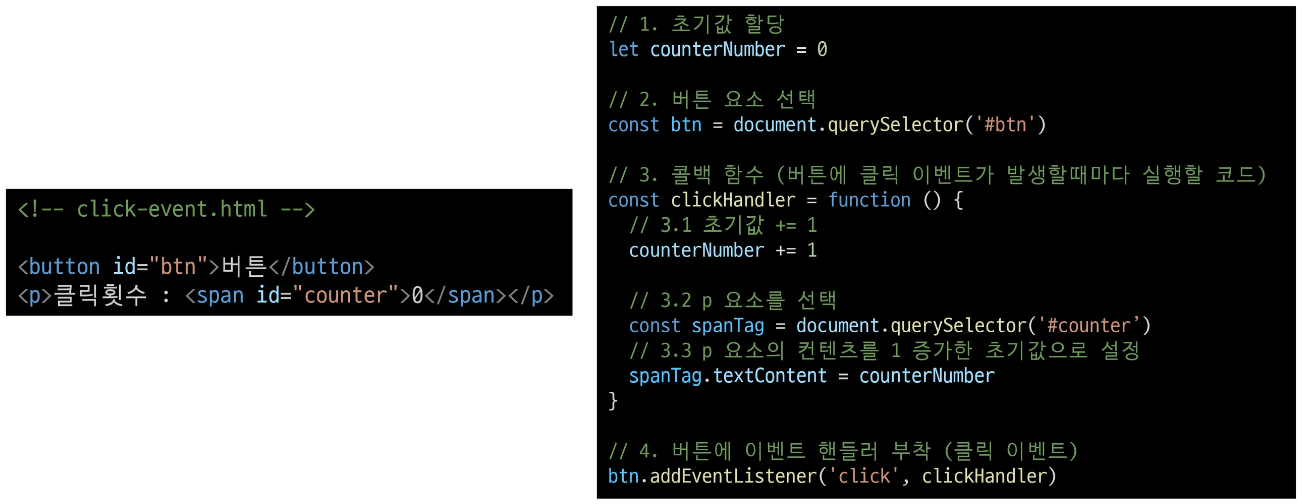 <!-- click-event.html -->
<button id="btn">버튼</button>
<p>클릭횟수 : <span id="counter">0</span></p>
// 1. 초기값 할당
let counterNumber = 0
// 2. 버튼 요소 선택
const btn = document.querySelector('#btn')
// 3. 콜백 함수 (버튼에 클릭 이벤트가 발생할때마다 실행할 코드)
const clickHandler = function () {
// 3.1 초기값 += 1
counterNumber += 1
// 3.2 p 요소를 선택
const spanTag = document.querySelector('#counter’)
// 3.3 p 요소의 컨텐츠를 1 증가한 초기값으로 설정
spanTag.textContent = counterNumber
}
// 4. 버튼에 이벤트 핸들러 부착 (클릭 이벤트)
btn.addEventListener('click', clickHandler)